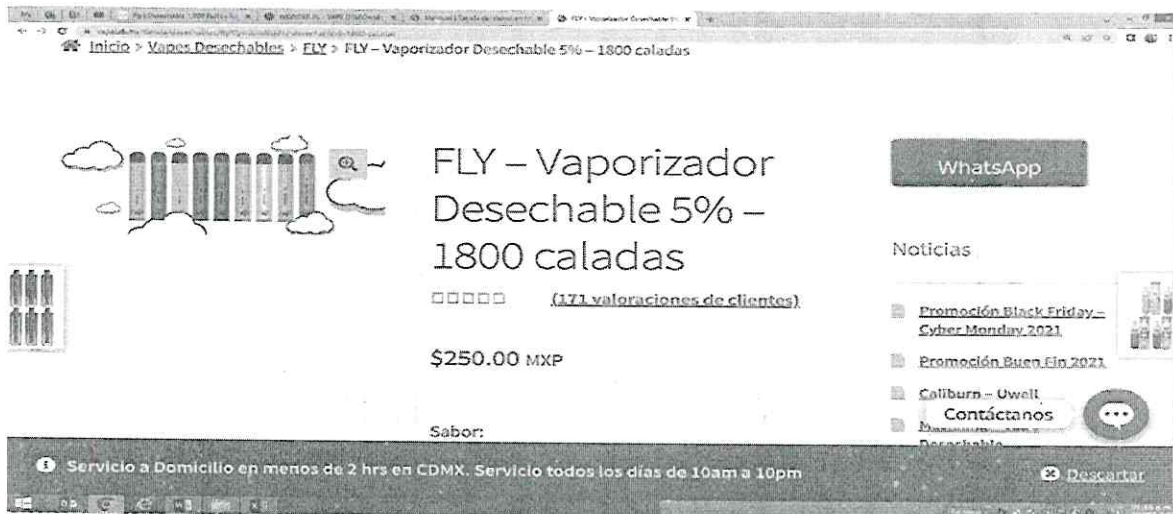 Inicio > Vapes Desechables > FLY > FLY – Vaporizador Desechable 5% – 1800 caladas
FLY – Vaporizador
Desechable 5% –
1800 caladas
(171 valoraciones de clientes)
$250.00 MXP
Sabor:
WhatsApp
Noticias
Promoción Black Friday –
Cyber Monday 2021
Promoción Buen Fin 2021
Caliburn – Uwell
Desechable
Contáctanos
Servicio a Domicilio en menos de 2 hrs en CDMX. Servicio todos los días de 10am a 10pm
Descartar